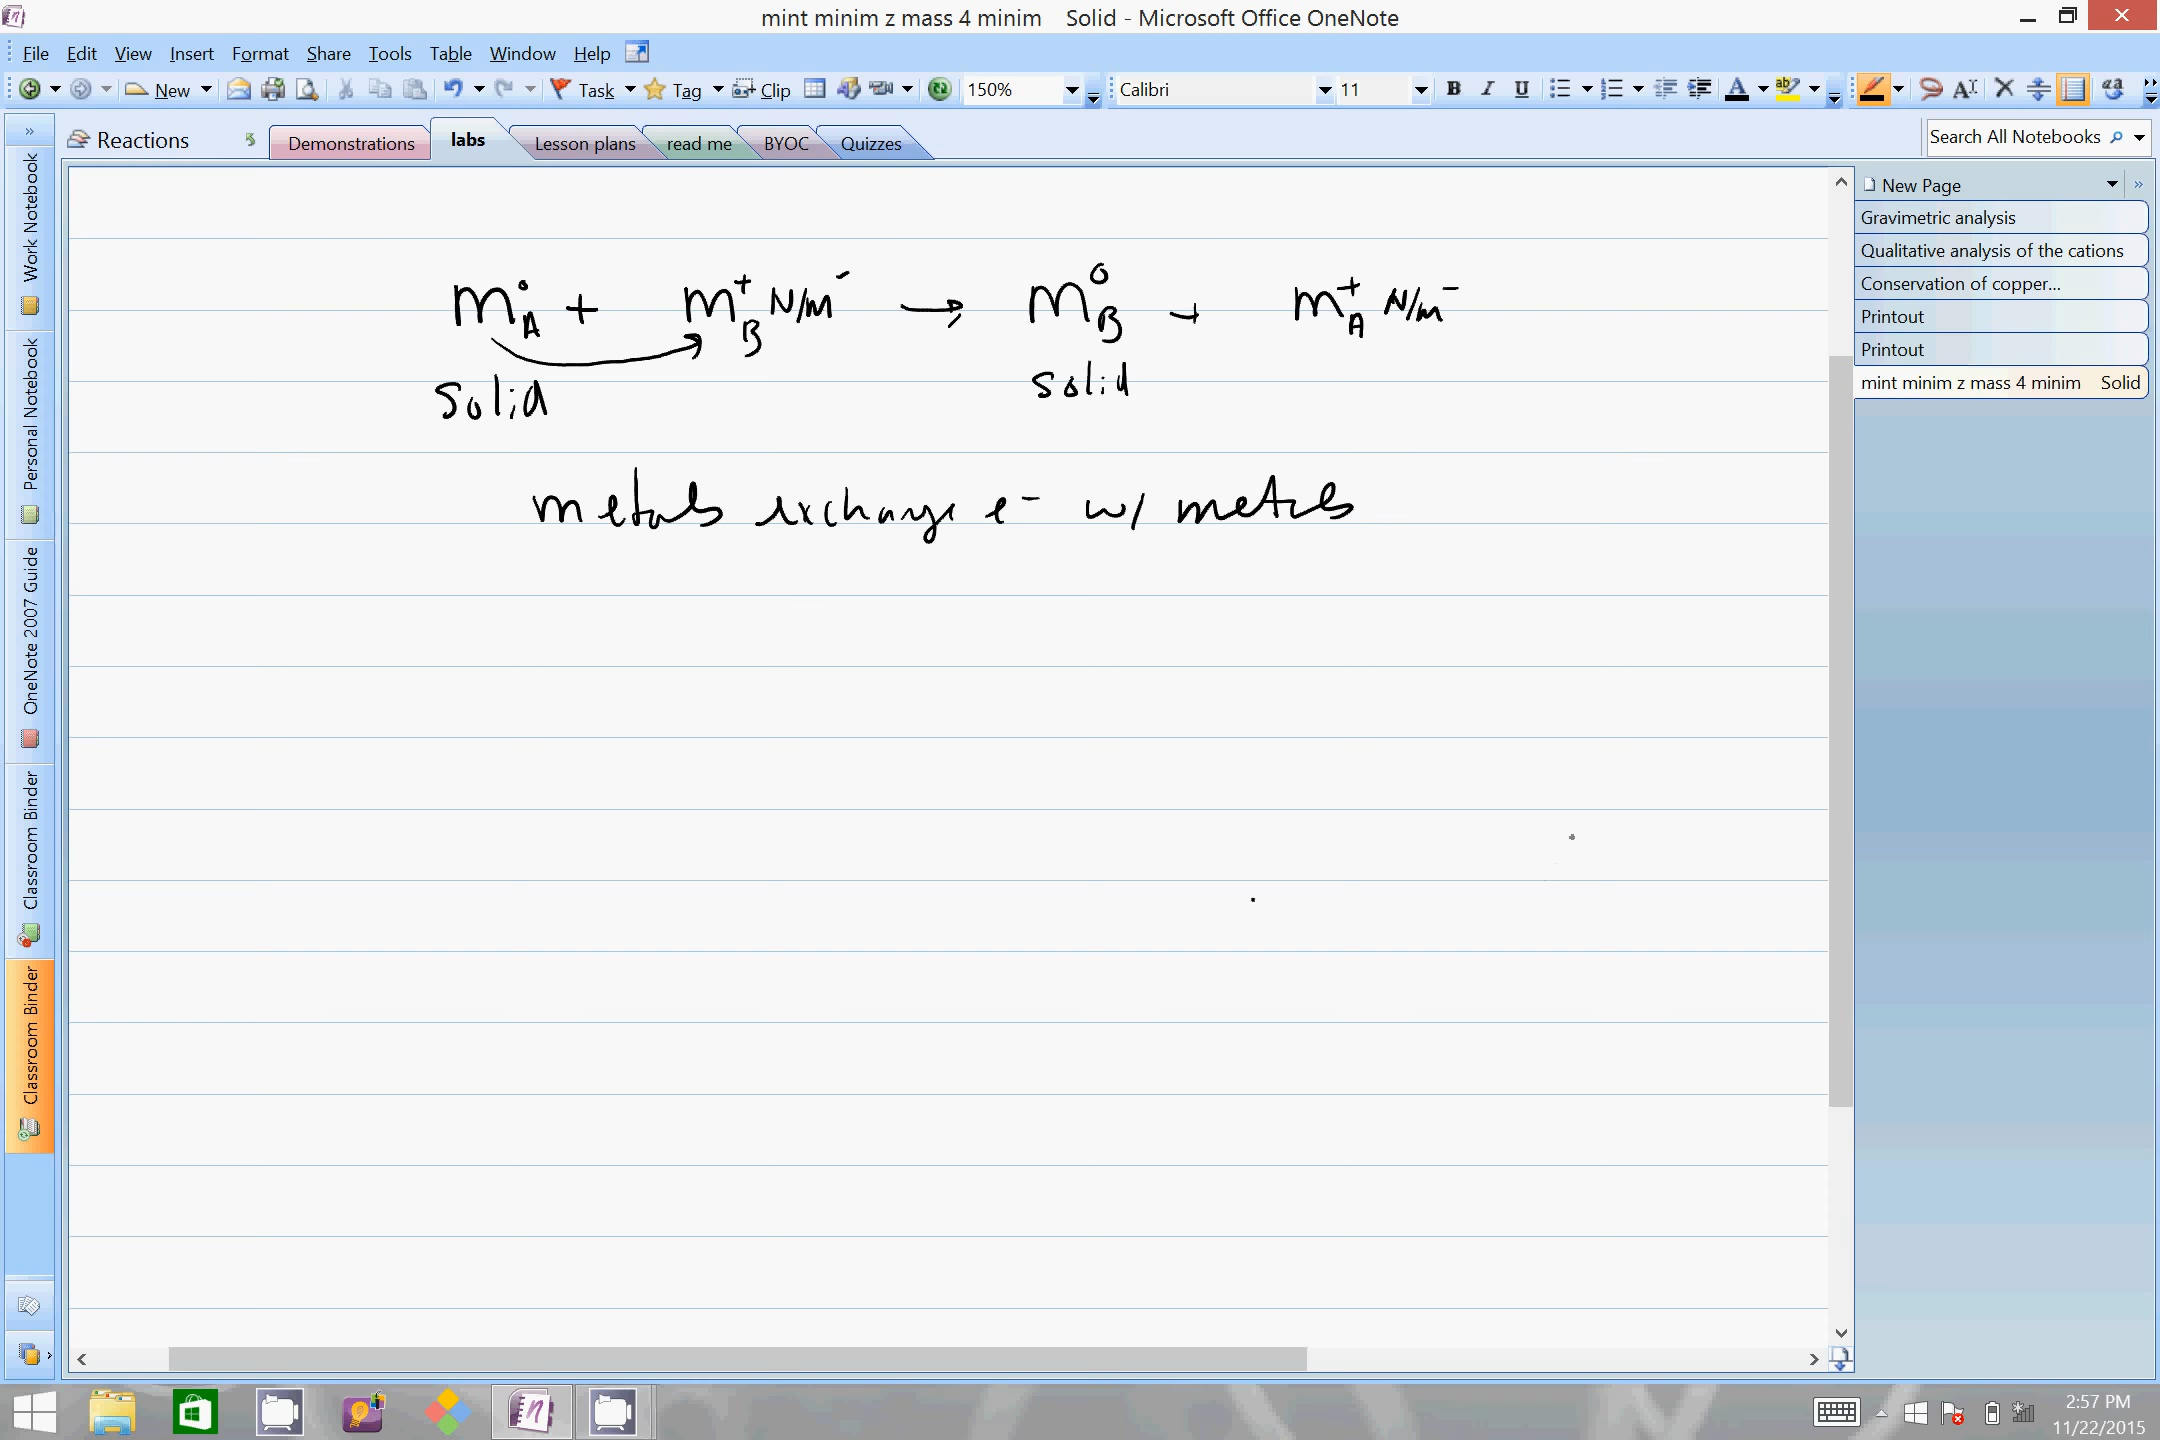 mint minim z mass 4 minim Solid - Microsoft Office OneNote
File Edit View Insert Format Share Tools Table Window Help
New Task Tag Clip 150% Calibri 11 B I U
Reactions Demonstrations labs Lesson plans read me BYOC Quizzes Search All Notebooks
Work Notebook
Personal Notebook
OneNote 2007 Guide
Classroom Binder
Classroom Binder
m°A + m+B N/m- → m0B + m+A N/m-
Solid solid
metals exchange e- w/ metals
New Page
Gravimetric analysis
Qualitative analysis of the cations
Conservation of copper...
Printout
Printout
mint minim z mass 4 minim Solid
2:57 PM
11/22/2015